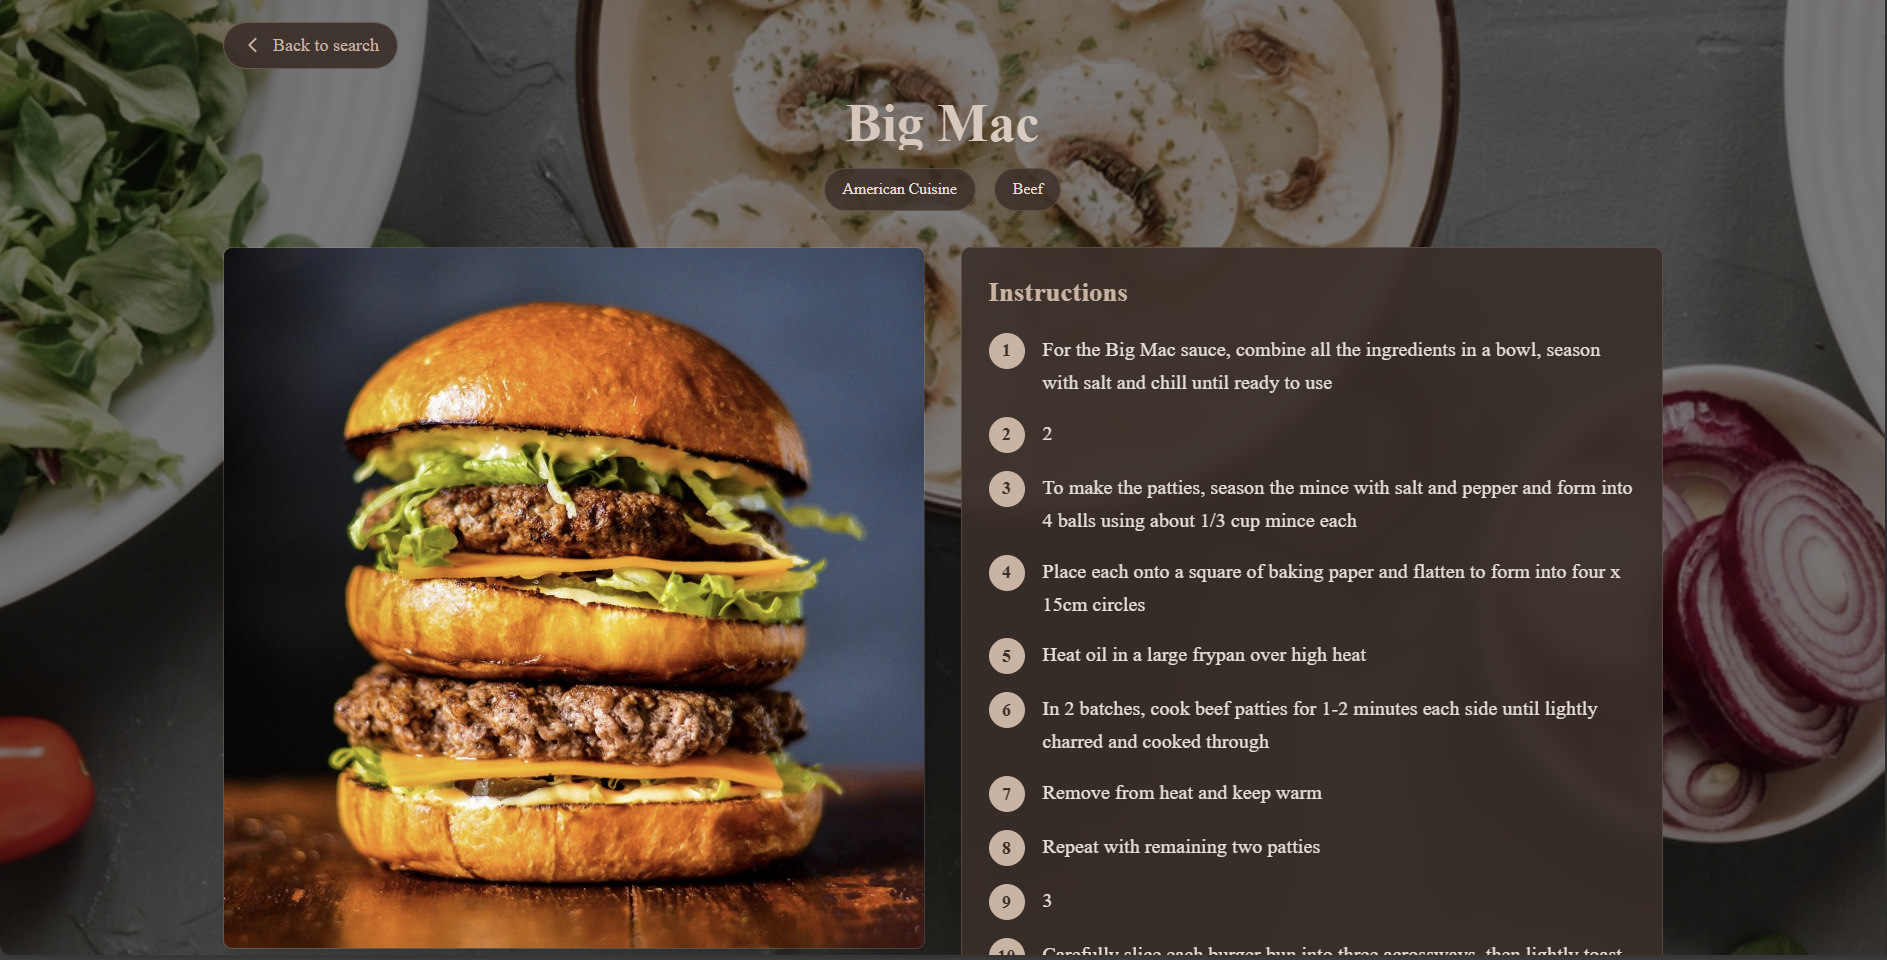 Back to search
Big Mac
American Cuisine
Beef
Instructions
1
For the Big Mac sauce, combine all the ingredients in a bowl, season
with salt and chill until ready to use
2
2
3
To make the patties, season the mince with salt and pepper and form into
4 balls using about 1/3 cup mince each
4
Place each onto a square of baking paper and flatten to form into four x
15cm circles
5
Heat oil in a large frypan over high heat
6
In 2 batches, cook beef patties for 1-2 minutes each side until lightly
charred and cooked through
7
Remove from heat and keep warm
8
Repeat with remaining two patties
9
3
10
Carefully slice each burger bun into three acrossways, then lightly toast